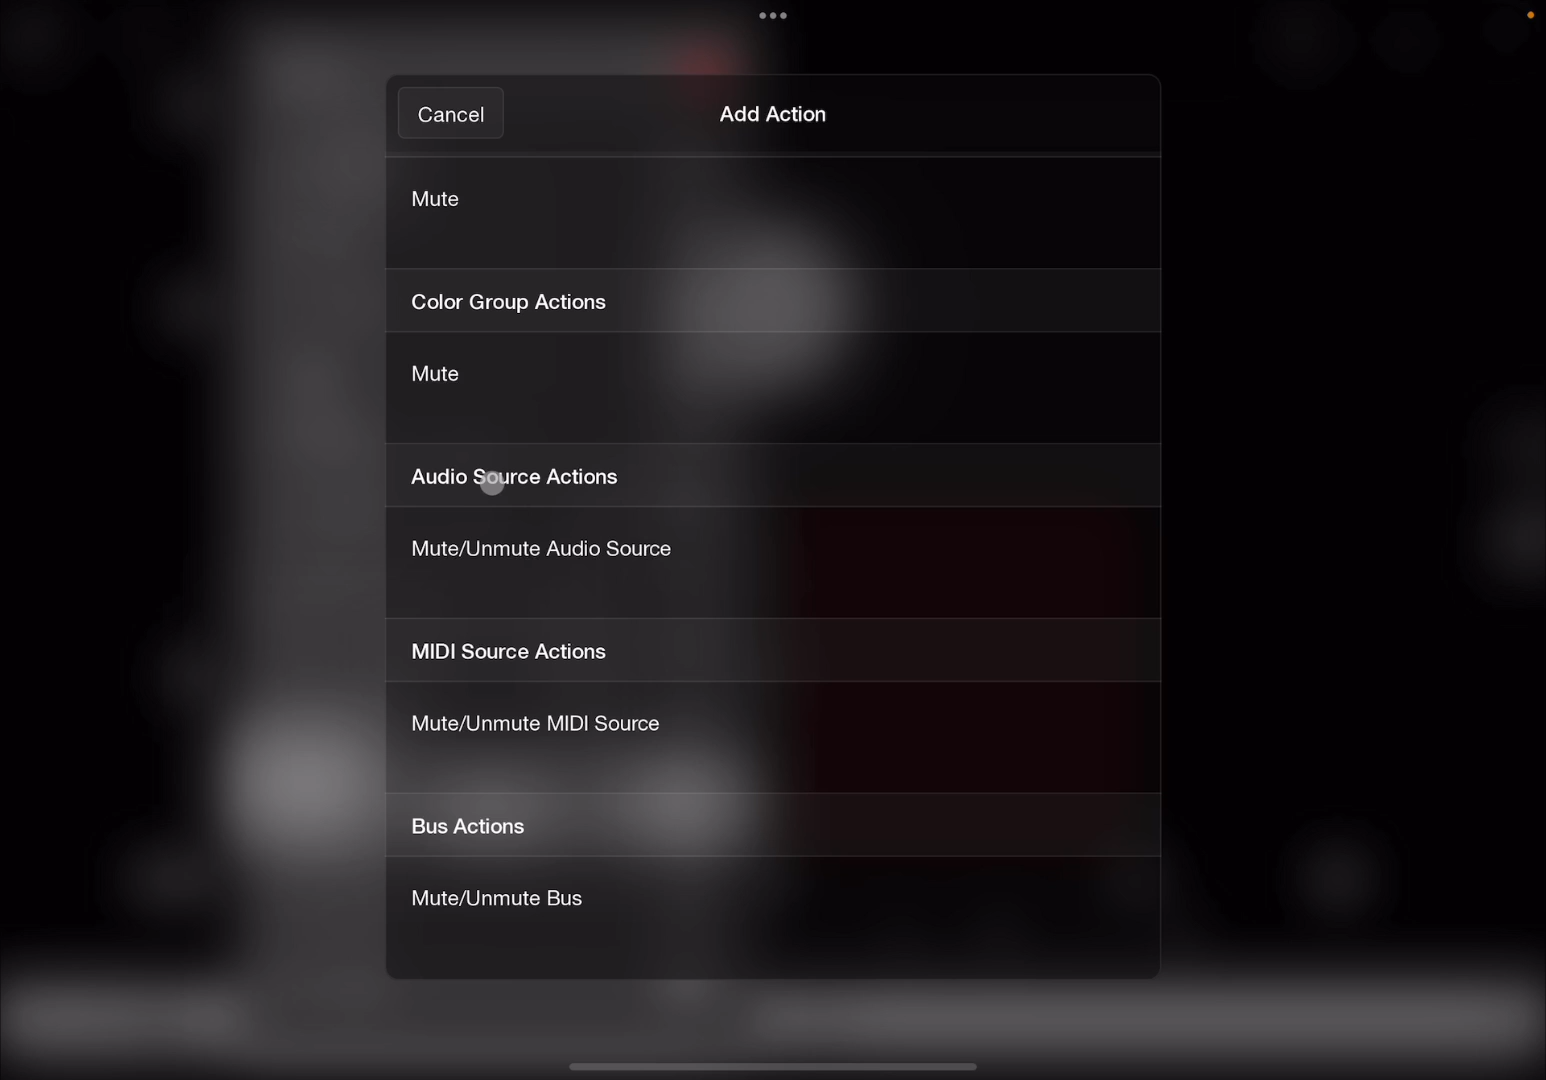 Cancel
Add Action
Mute
Color Group Actions
Mute
Audio Source Actions
Mute/Unmute Audio Source
MIDI Source Actions
Mute/Unmute MIDI Source
Bus Actions
Mute/Unmute Bus